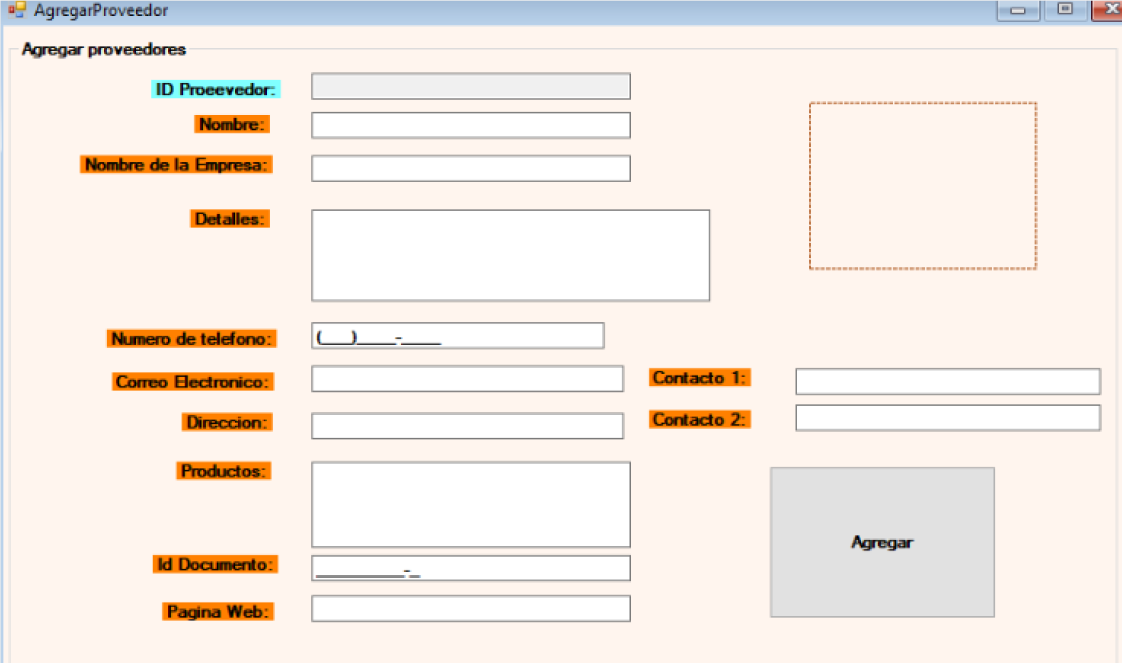 AgregarProveedor
Agregar proveedores
ID Proeevedor:
Nombre:
Nombre de la Empresa:
Detalles:
Numero de telefono:
(___)____-____
Correo Electronico:
Contacto 1:
Direccion:
Contacto 2:
Productos:
Agregar
Id Documento:
_________-_
Pagina Web: